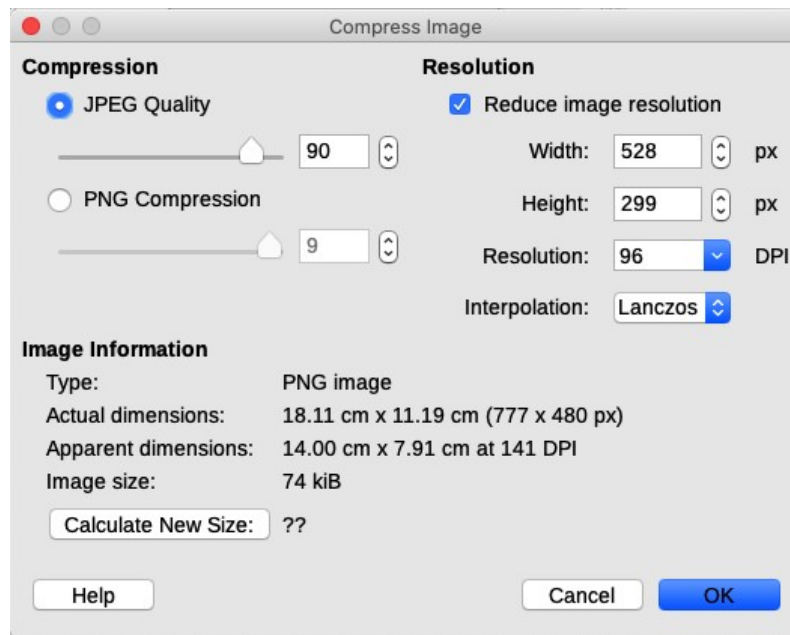 Compress Image
Compression
JPEG Quality
90
PNG Compression
9
Resolution
Reduce image resolution
Width: 528 px
Height: 299 px
Resolution: 96 DPI
Interpolation: Lanczos
Image Information
Type: PNG image
Actual dimensions: 18.11 cm x 11.19 cm (777 x 480 px)
Apparent dimensions: 14.00 cm x 7.91 cm at 141 DPI
Image size: 74 kiB
Calculate New Size: ??
Help Cancel OK